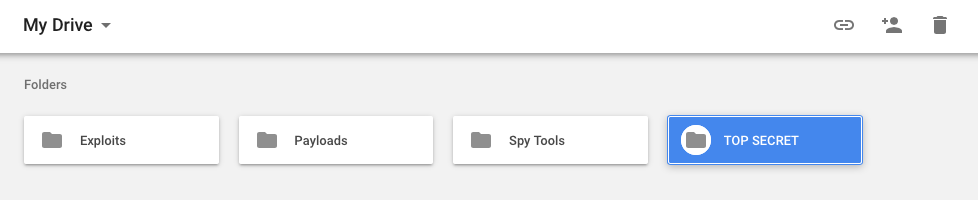 My Drive
Folders
Exploits
Payloads
Spy Tools
TOP SECRET